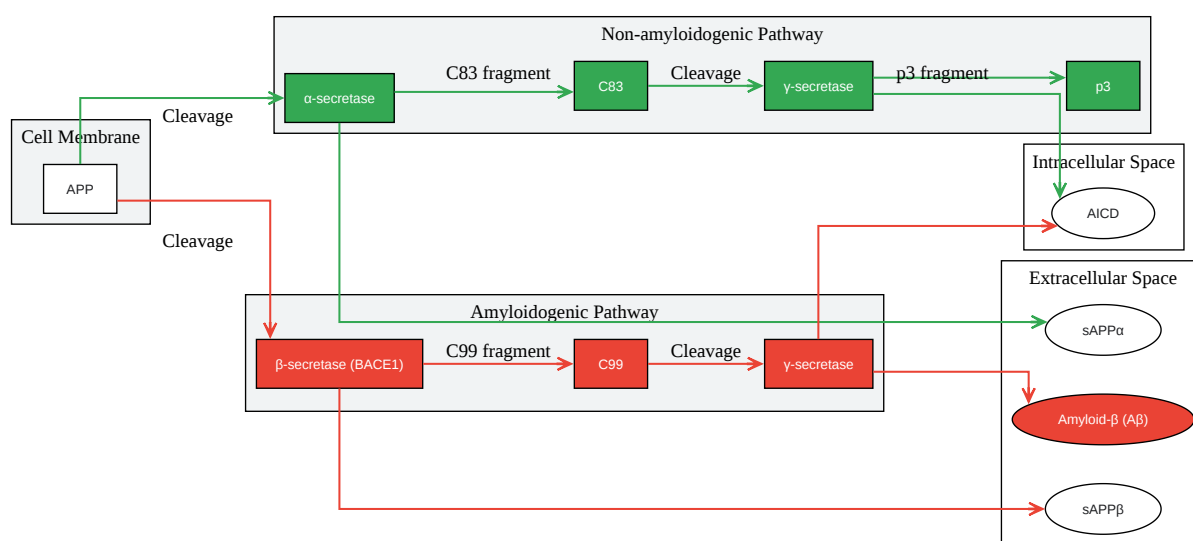 Non-amyloidogenic Pathway
α-secretase
C83 fragment
C83
Cleavage
γ-secretase
p3 fragment
p3
Cleavage
Cell Membrane
APP
Cleavage
Intracellular Space
AICD
Extracellular Space
sAPPα
Amyloid-β (Aβ)
sAPPβ
Amyloidogenic Pathway
β-secretase (BACE1)
C99 fragment
C99
Cleavage
γ-secretase